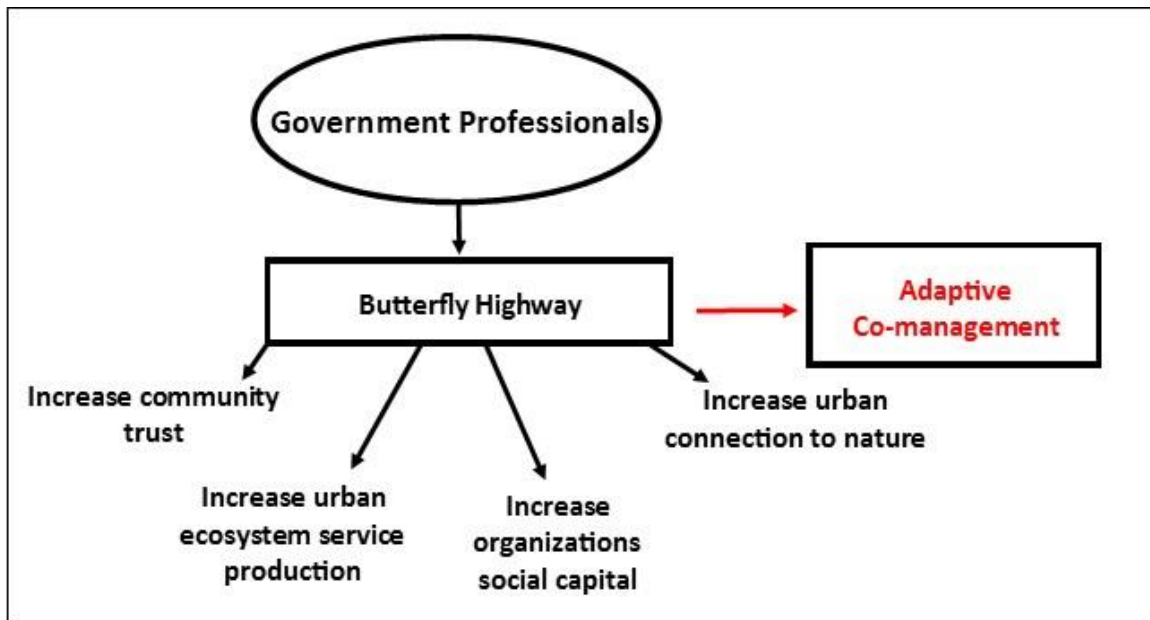 Government Professionals
Butterfly Highway
Adaptive
Co-management
Increase community
trust
Increase urban
ecosystem service
production
Increase
organizations
social capital
Increase urban
connection to nature